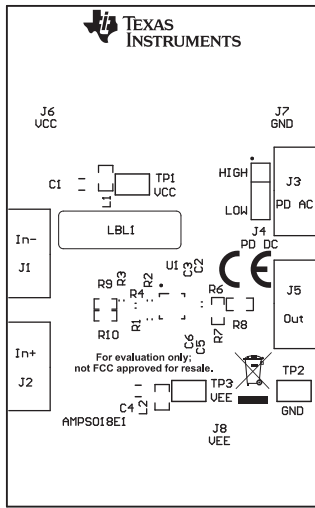 TEXAS
INSTRUMENTS
J6
VCC
J7
GND
HIGH
J3
PD AC
LOW
J4
PD DC
C1
L1
TP1
VCC
LBL1
In-
J1
CE
J5
Out
U1
C3
C2
R9
R3
R2
R4
R1
R10
R6
R7
R8
C6
C5
In+
J2
For evaluation only;
not FCC approved for resale.
C4
L2
TP3
VEE
TP2
GND
AMPS018E1
J8
VEE